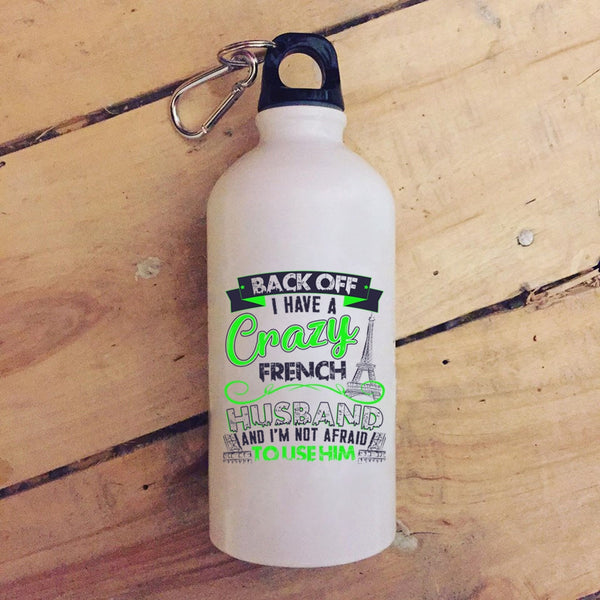 BACK OFF
I HAVE A
Crazy
FRENCH
HUSBAND
AND I'M NOT AFRAID
TO USE HIM